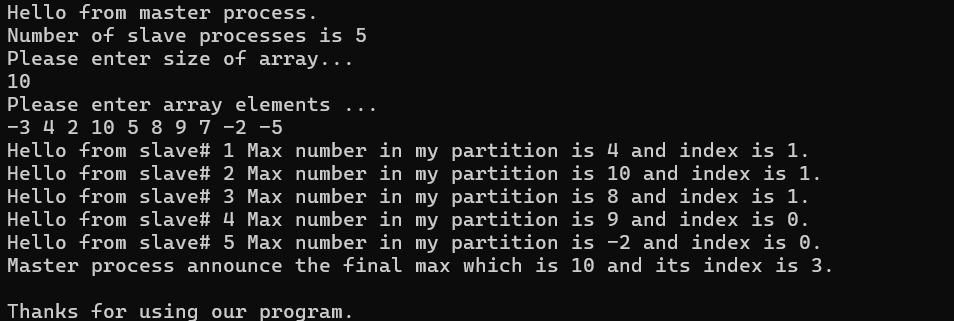 Hello from master process.
Number of slave processes is 5
Please enter size of array...
10
Please enter array elements ...
-3 4 2 10 5 8 9 7 -2 -5
Hello from slave# 1 Max number in my partition is 4 and index is 1.
Hello from slave# 2 Max number in my partition is 10 and index is 1.
Hello from slave# 3 Max number in my partition is 8 and index is 1.
Hello from slave# 4 Max number in my partition is 9 and index is 0.
Hello from slave# 5 Max number in my partition is -2 and index is 0.
Master process announce the final max which is 10 and its index is 3.
Thanks for using our program.